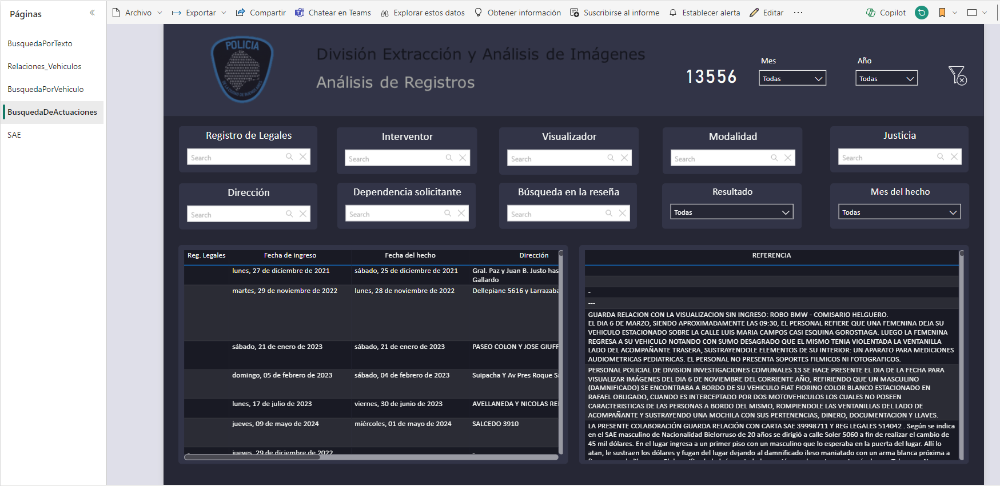 Páginas
BusquedaPorTexto
Relaciones_Vehiculos
BusquedaPorVehiculo
BusquedaDeActuaciones
SAE
Archivo
Exportar
Compartir
Chatear en Teams
Explorar estos datos
Obtener información
Suscribirse al informe
Establecer alerta
Editar
Copilot
POLICIA
DE LA CIUDAD DE BUENOS AIRES
División Extracción y Análisis de Imágenes
Análisis de Registros
13556
Mes
Todas
Año
Todas
Registro de Legales
Search
Interventor
Search
Visualizador
Search
Modalidad
Search
Justicia
Search
Dirección
Search
Dependencia solicitante
Search
Búsqueda en la reseña
Search
Resultado
Todas
Mes del hecho
Todas
Reg. Legales Fecha de ingreso Fecha del hecho Dirección
lunes, 27 de diciembre de 2021 sábado, 25 de diciembre de 2021 Gral. Paz y Juan B. Justo has
Gallardo
martes, 29 de noviembre de 2022 lunes, 28 de noviembre de 2022 Dellepiane 5616 y Larrazaba
sábado, 21 de enero de 2023 sábado, 21 de enero de 2023 PASEO COLON Y JOSE GIUFF
domingo, 05 de febrero de 2023 sábado, 04 de febrero de 2023 Suipacha Y Av Pres Roque S
lunes, 17 de julio de 2023 viernes, 30 de junio de 2023 AVELLANEDA Y NICOLAS RE
jueves, 09 de mayo de 2024 miércoles, 01 de mayo de 2024 SALCEDO 3910
- jueves, 29 de diciembre de 2022 -
REFERENCIA
-
---
GUARDA RELACION CON LA VISUALIZACION SIN INGRESO: ROBO BMW - COMISARIO HELGUERO.
EL DIA 6 DE MARZO, SIENDO APROXIMADAMENTE LAS 09:30, EL PERSONAL REFIERE QUE UNA FEMENINA DEJA SU
VEHICULO ESTACIONADO SOBRE LA CALLE LUIS MARIA CAMPOS CASI ESQUINA GOROSTIAGA. LUEGO LA FEMENINA
REGRESA A SU VEHICULO NOTANDO CON SUMO DESAGRADO QUE EL MISMO TENIA VIOLENTADA LA VENTANILLA
LADO DEL ACOMPAÑANTE TRASERA, SUSTRAYENDOLE ELEMENTOS DE SU INTERIOR: UN APARATO PARA MEDICIONES
AUDIOMETRICAS PEDIATRICAS. EL PERSONAL NO PRESENTA SOPORTES FILMICOS NI FOTOGRAFICOS.
PERSONAL POLICIAL DE DIVISION INVESTIGACIONES COMUNALES 13 SE HACE PRESENTE EL DIA DE LA FECHA PARA
VISUALIZAR IMÁGENES DEL DIA 6 DE NOVIEMBRE DEL CORRIENTE AÑO, REFIRIENDO QUE UN MASCULINO
(DAMNIFICADO) SE ENCONTRABA A BORDO DE SU VEHICULO FIAT FIORINO COLOR BLANCO ESTACIONADO EN
RAFAEL OBLIGADO, CUANDO ES INTERCEPTADO POR DOS MOTOVEHICULOS LOS CUALES NO POSEEN
CARACTERISTICAS DE LAS PERSONAS A BORDO DEL MISMO, ROMPIENDOLE LAS VENTANILLAS DEL LADO DE
ACOMPAÑANTE Y SUSTRAYENDO UNA MOCHILA CON SUS PERTENENCIAS, DINERO, DOCUMENTACION Y LLAVES.
LA PRESENTE COLABORACIÓN GUARDA RELACIÓN CON CARTA SAE 39998711 Y REG LEGALES 514042 . Según se indica
en el SAE masculino de Nacionalidad Bielorruso de 20 años se dirigió a calle Soler 5060 a fin de realizar el cambio de
45 mil dólares. En el lugar ingresa a un primer piso con un masculino que lo esperaba en la puerta del lugar. Allí lo
atan, le sustraen los dólares y fugan del lugar dejando al damnificado ileso maniatado con un arma blanca próxima a